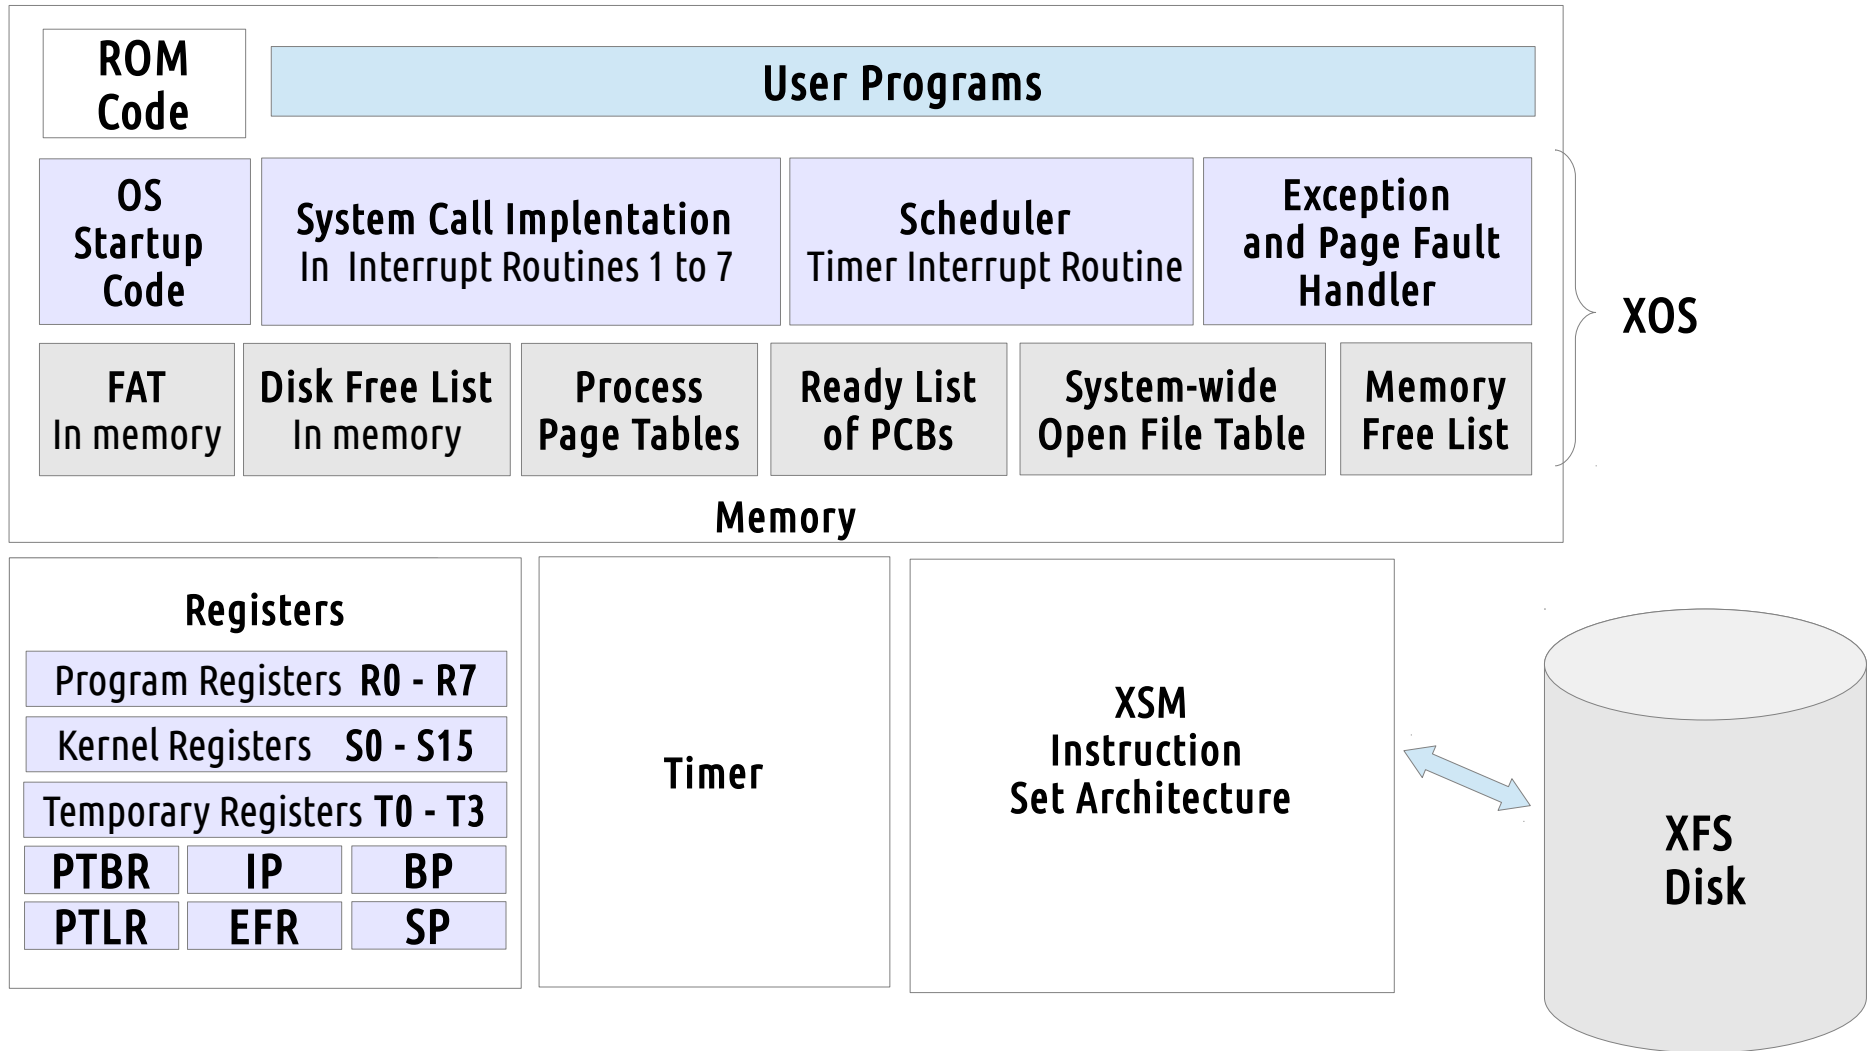 ROM
Code
User Programs
OS
Startup
Code
System Call Implentation
In Interrupt Routines 1 to 7
Scheduler
Timer Interrupt Routine
Exception
and Page Fault
Handler
XOS
FAT
In memory
Disk Free List
In memory
Process
Page Tables
Ready List
of PCBs
System-wide
Open File Table
Memory
Free List
Memory
Registers
Program Registers R0 - R7
Kernel Registers S0 - S15
Temporary Registers T0 - T3
PTBR
IP
BP
PTLR
EFR
SP
Timer
XSM
Instruction
Set Architecture
XFS
Disk